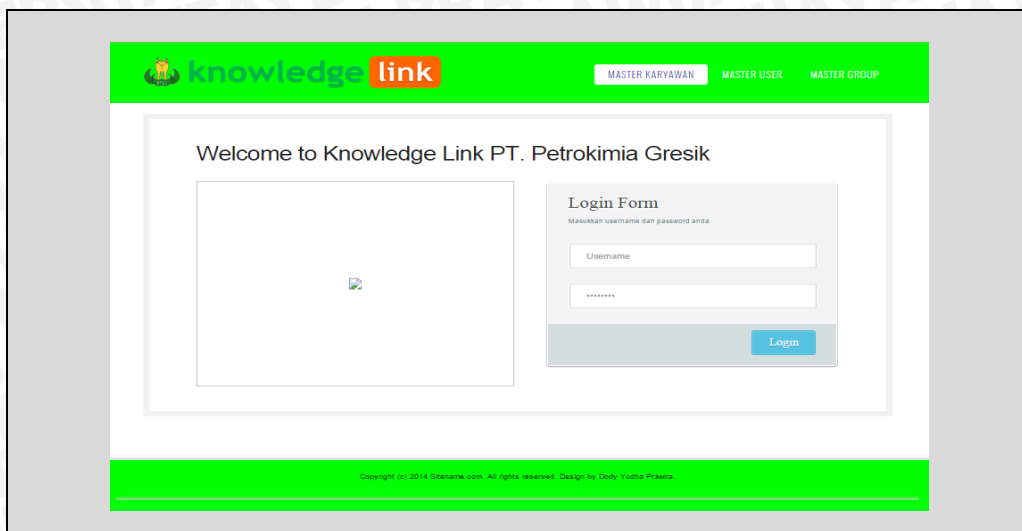 knowledge link
MASTER KARYAWAN MASTER USER MASTER GROUP
Welcome to Knowledge Link PT. Petrokimia Gresik
Login Form
Masukkan username dan password anda.
Username
••••••••
Login
Copyright (c) 2014 Sitename.com. All rights reserved. Design by Dody Yudha Prawira.